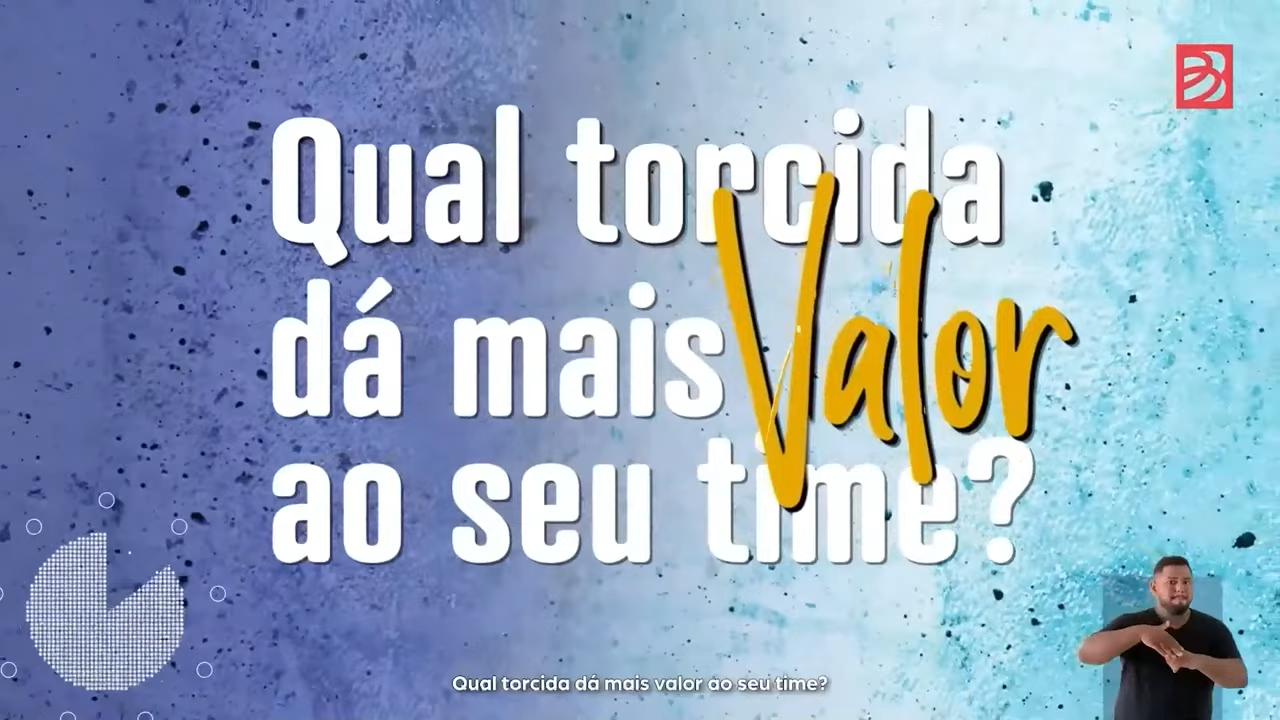 Qual torcida
dá mais Valor
ao seu time?
Qual torcida dá mais valor ao seu time?